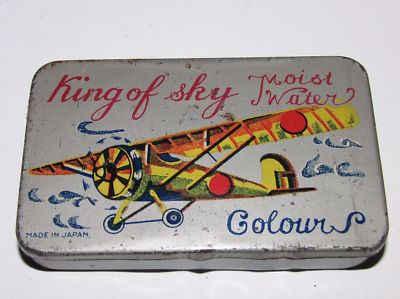 King of sky Moist
Water
Colours
MADE IN JAPAN,